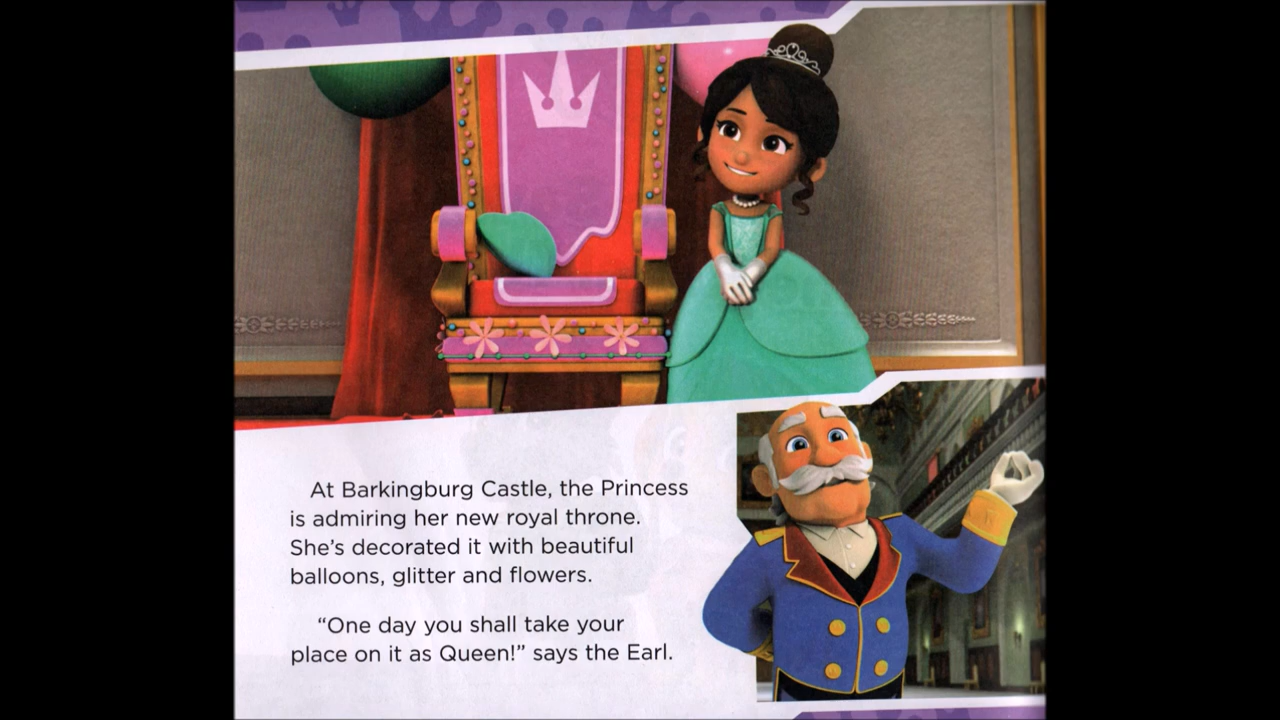 At Barkingburg Castle, the Princess
is admiring her new royal throne.
She's decorated it with beautiful
balloons, glitter and flowers.
“One day you shall take your
place on it as Queen!” says the Earl.